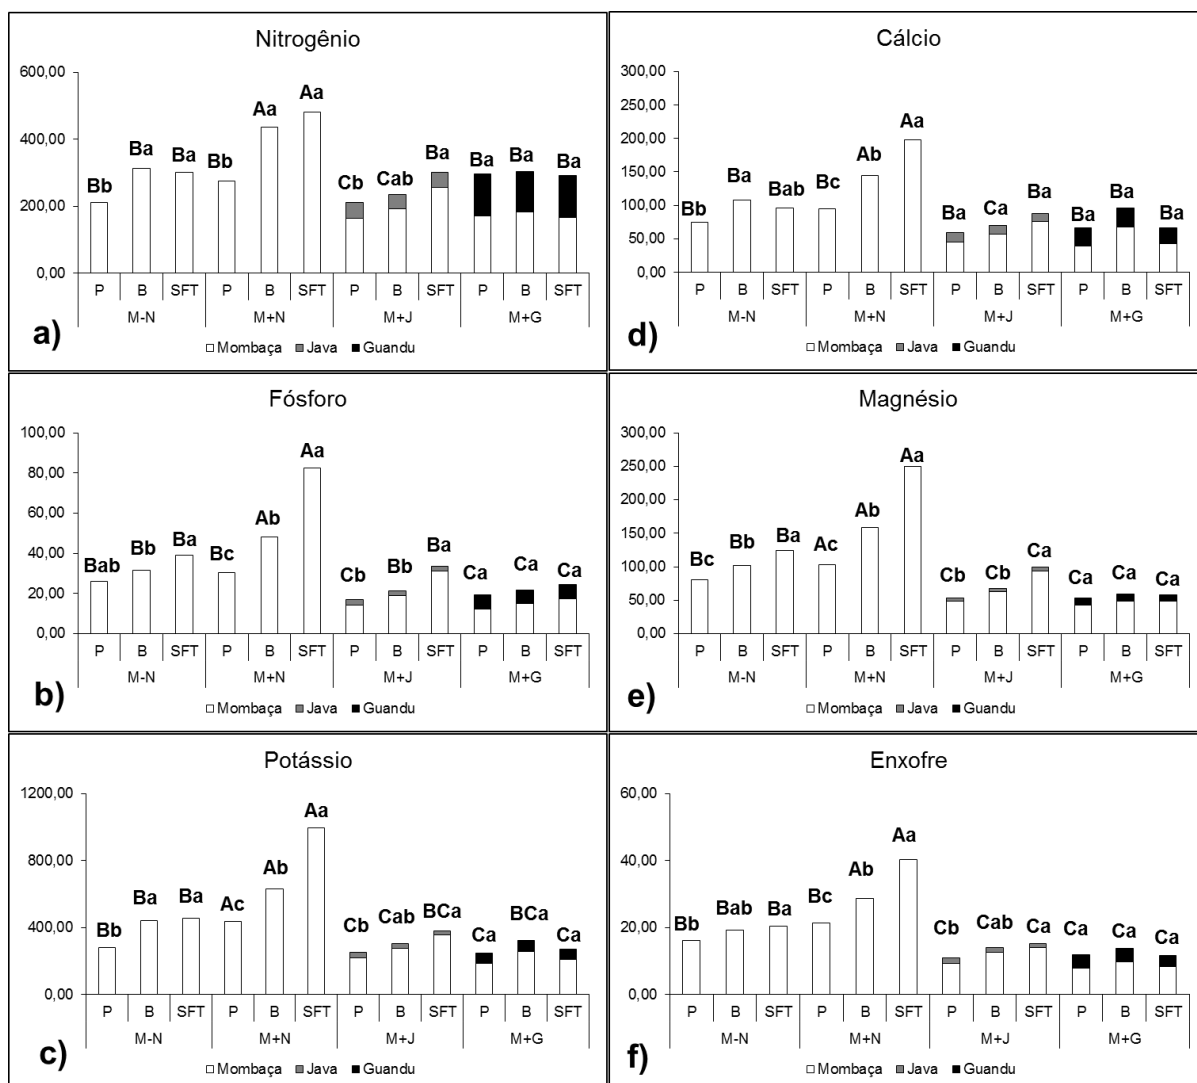 Nitrogênio
600,00
400,00
200,00
0,00
Bb Ba Ba Bb Aa Aa Cb Cab Ba Ba Ba Ba
P B SFT P B SFT P B SFT P B SFT
M-N M+N M+J M+G
a)
Mombaça Java Guandu
Cálcio
300,00
250,00
200,00
150,00
100,00
50,00
0,00
Bb Ba Bab Bc Ab Aa Ba Ca Ba Ba Ba Ba
P B SFT P B SFT P B SFT P B SFT
M-N M+N M+J M+G
d)
Mombaça Java Guandu
Fósforo
100,00
80,00
60,00
40,00
20,00
0,00
Bab Bb Ba Bc Ab Aa Cb Bb Ba Ca Ca Ca
P B SFT P B SFT P B SFT P B SFT
M-N M+N M+J M+G
b)
Mombaça Java Guandu
Magnésio
300,00
250,00
200,00
150,00
100,00
50,00
0,00
Bc Bb Ba Ac Ab Aa Cb Cb Ca Ca Ca Ca
P B SFT P B SFT P B SFT P B SFT
M-N M+N M+J M+G
e)
Mombaça Java Guandu
Potássio
1200,00
800,00
400,00
0,00
Bb Ba Ba Ac Ab Aa Cb Cab BCa Ca BCa Ca
P B SFT P B SFT P B SFT P B SFT
M-N M+N M+J M+G
c)
Mombaça Java Guandu
Enxofre
60,00
40,00
20,00
0,00
Bb Bab Ba Bc Ab Aa Cb Cab Ca Ca Ca Ca
P B SFT P B SFT P B SFT P B SFT
M-N M+N M+J M+G
f)
Mombaça Java Guandu